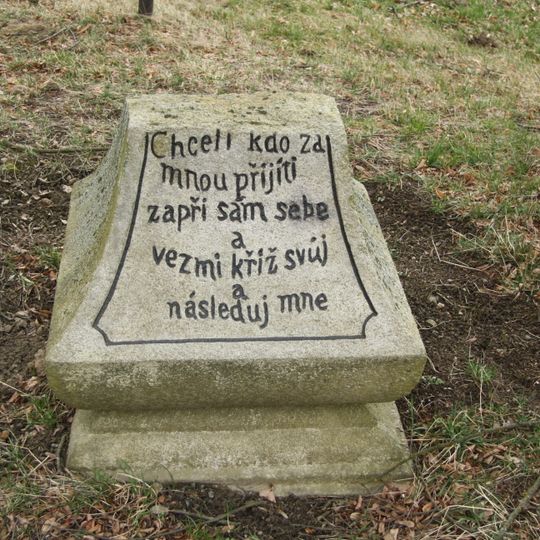 Chceli kdo za
mnou přijíti
zapři sám sebe
a
vezmi kříž svůj
a
následuj mne